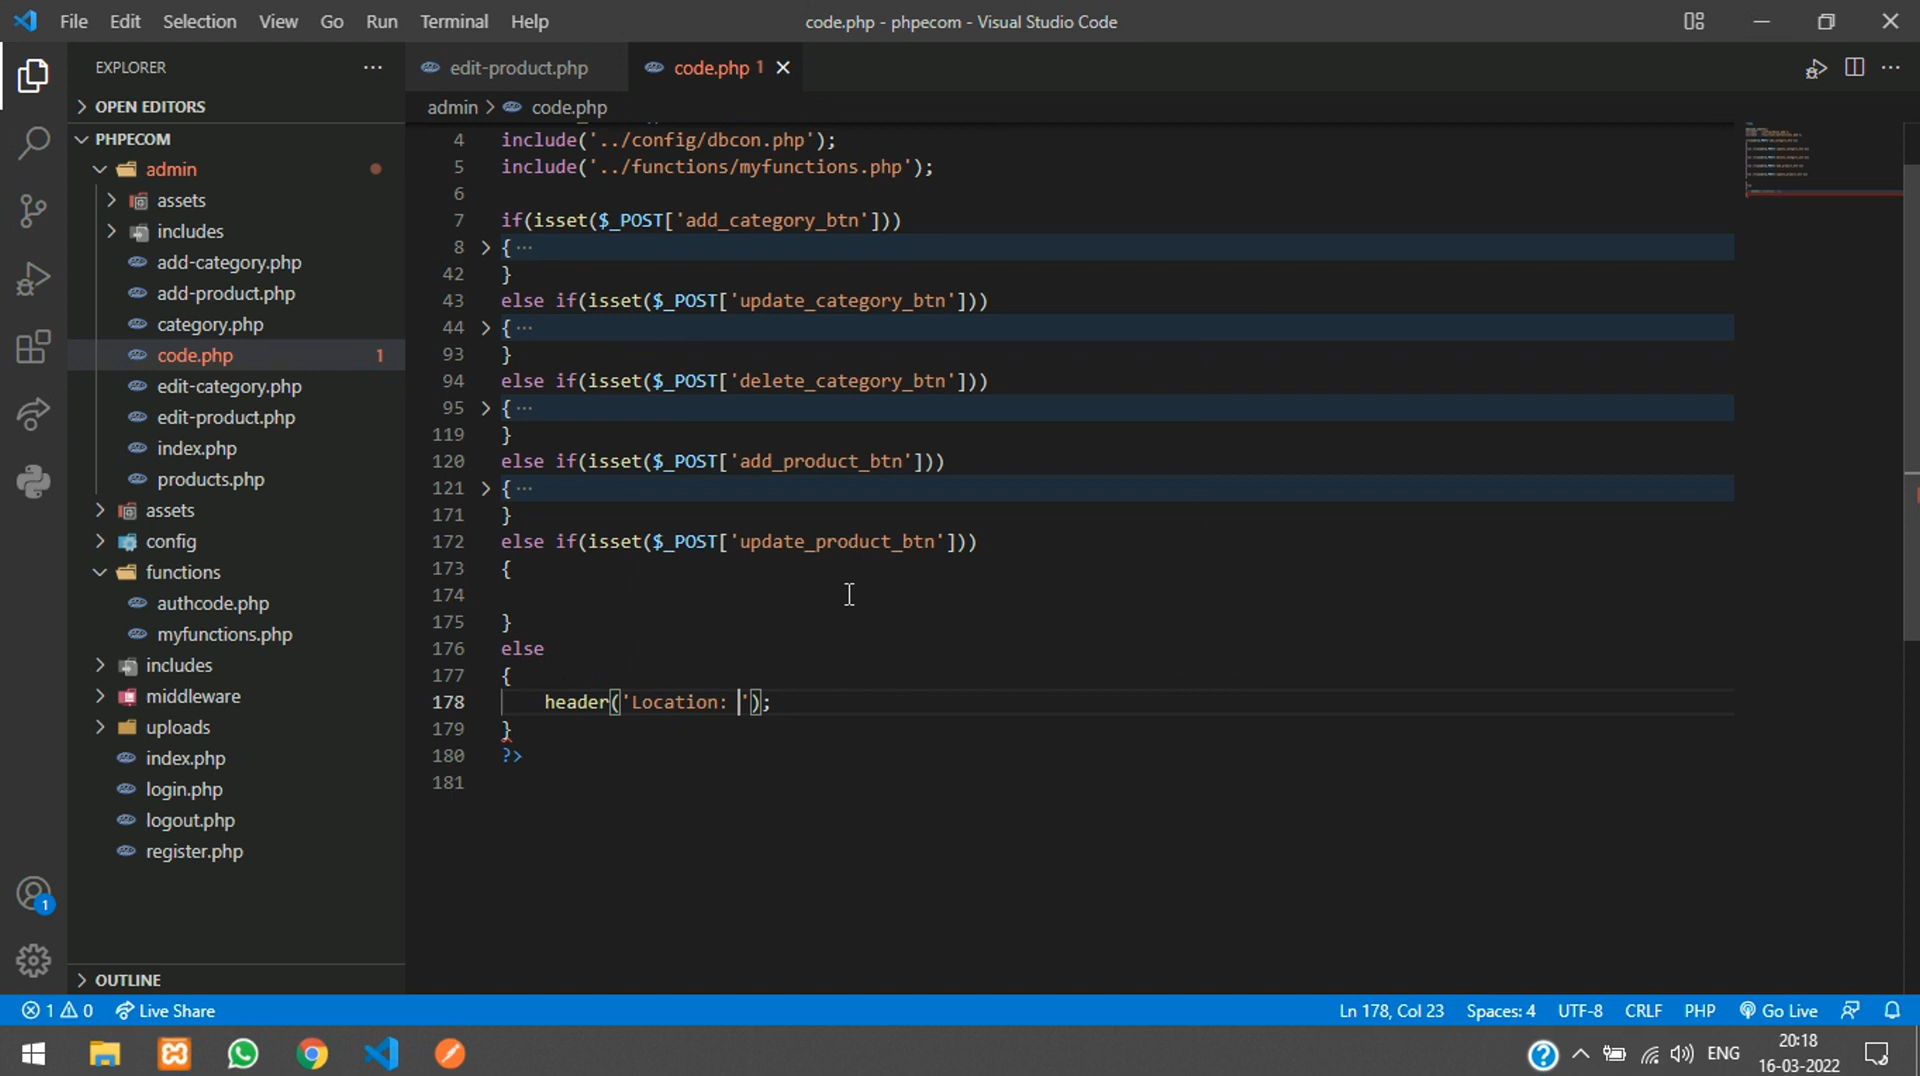 File Edit Selection View Go Run Terminal Help
code.php - phpecom - Visual Studio Code
EXPLORER
OPEN EDITORS
PHPECOM
admin
assets
includes
add-category.php
add-product.php
category.php
code.php 1
edit-category.php
edit-product.php
index.php
products.php
assets
config
functions
authcode.php
myfunctions.php
includes
middleware
uploads
index.php
login.php
logout.php
register.php
OUTLINE
edit-product.php
code.php 1
admin > code.php
4 include('../config/dbcon.php');
5 include('../functions/myfunctions.php');
6
7 if(isset($_POST['add_category_btn']))
8 { ...
42 }
43 else if(isset($_POST['update_category_btn']))
44 { ...
93 }
94 else if(isset($_POST['delete_category_btn']))
95 { ...
119 }
120 else if(isset($_POST['add_product_btn']))
121 { ...
171 }
172 else if(isset($_POST['update_product_btn']))
173 {
174
175 }
176 else
177 {
178 header('Location: ');
179 }
180 ?>
181
1
1 0 Live Share
Ln 178, Col 23 Spaces: 4 UTF-8 CRLF PHP Go Live
ENG
20:18
16-03-2022